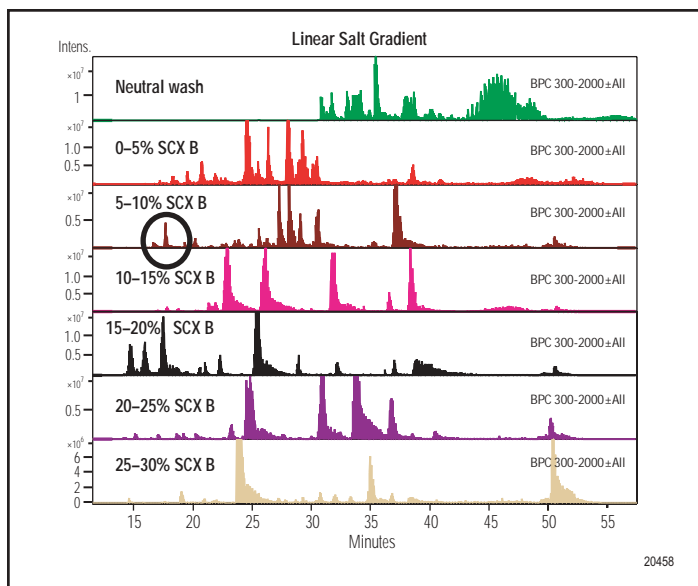 Linear Salt Gradient
Intens.
×10⁷
Neutral wash
BPC 300-2000±All
1
×10⁷
0–5% SCX B
BPC 300-2000±All
1.0
0.5
×10⁷
5–10% SCX B
BPC 300-2000±All
0.5
×10⁷
10–15% SCX B
BPC 300-2000±All
1.0
0.5
×10⁷
15–20% SCX B
BPC 300-2000±All
1.0
0.5
×10⁷
20–25% SCX B
BPC 300-2000±All
0.5
×10⁶
25–30% SCX B
BPC 300-2000±All
6
4
2
0
15 20 25 30 35 40 45 50 55
Minutes
20458